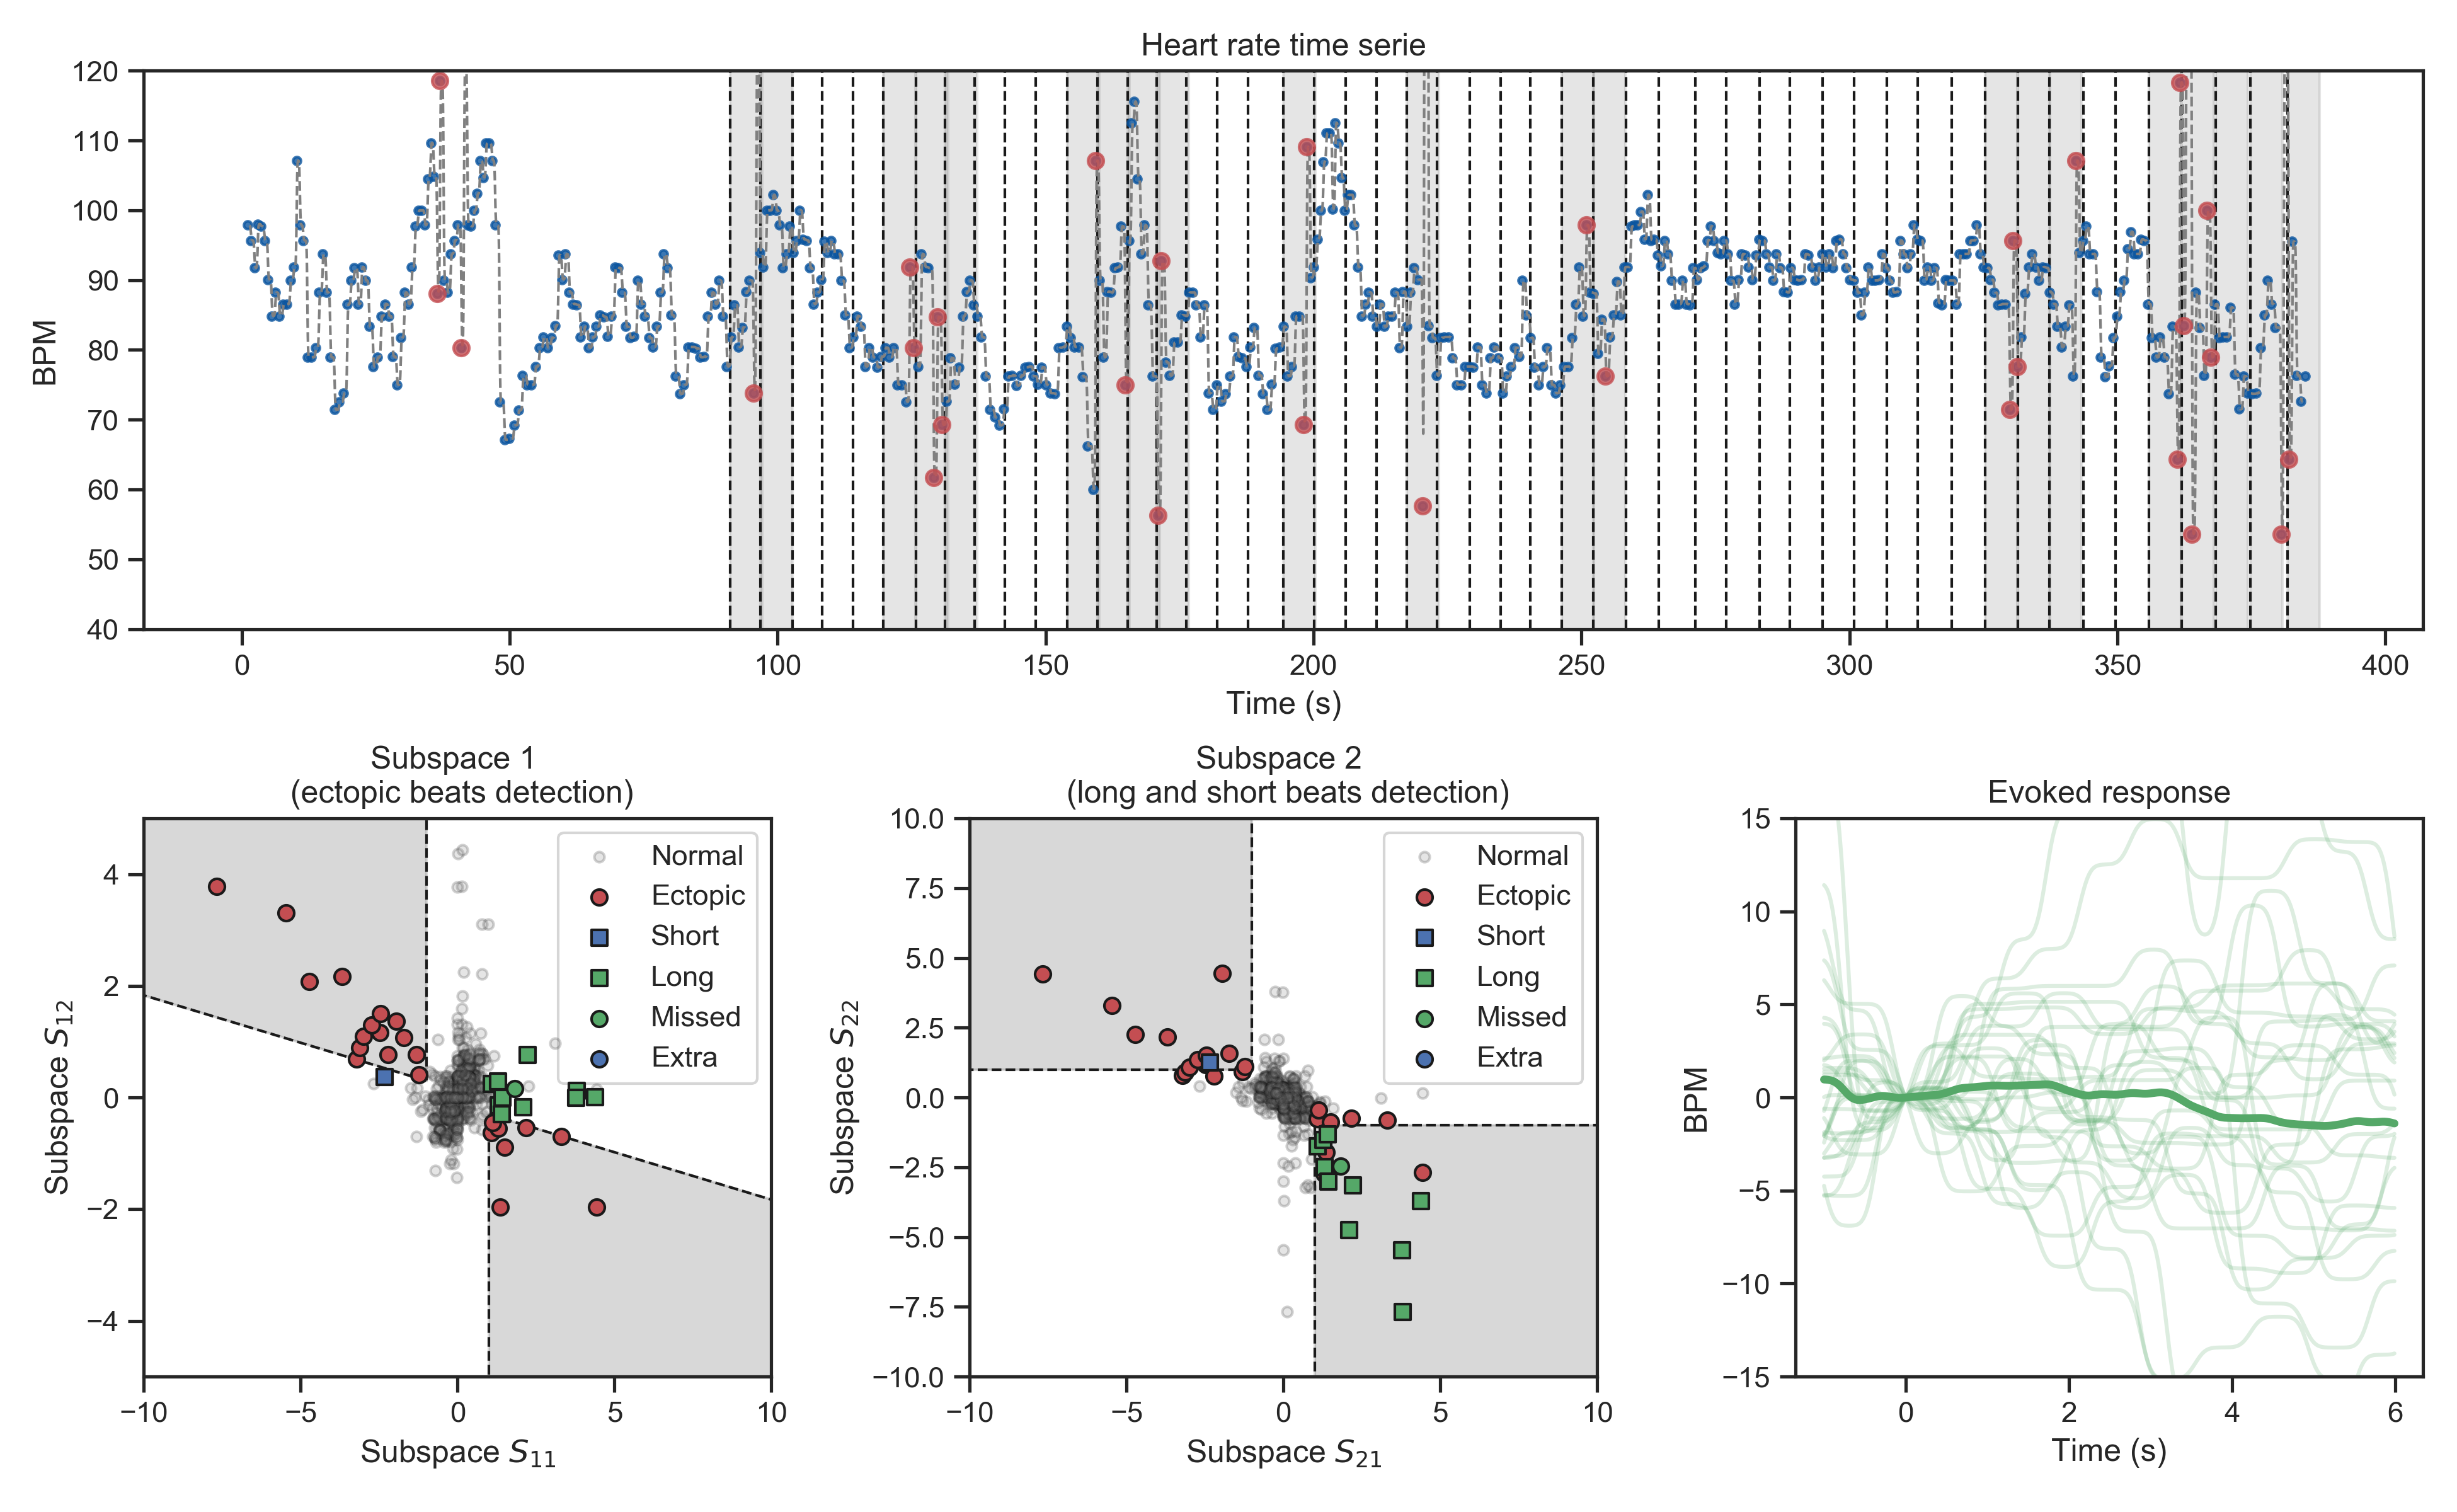 Heart rate time serie
120
110
100
90
80
70
60
50
40
BPM
0 50 100 150 200 250 300 350 400
Time (s)
Subspace 1
(ectopic beats detection)
4
2
0
−2
−4
Subspace S12
Normal
Ectopic
Short
Long
Missed
Extra
−10 −5 0 5 10
Subspace S11
Subspace 2
(long and short beats detection)
10.0
7.5
5.0
2.5
0.0
−2.5
−5.0
−7.5
−10.0
Subspace S22
Normal
Ectopic
Short
Long
Missed
Extra
−10 −5 0 5 10
Subspace S21
Evoked response
15
10
5
0
−5
−10
−15
BPM
0 2 4 6
Time (s)